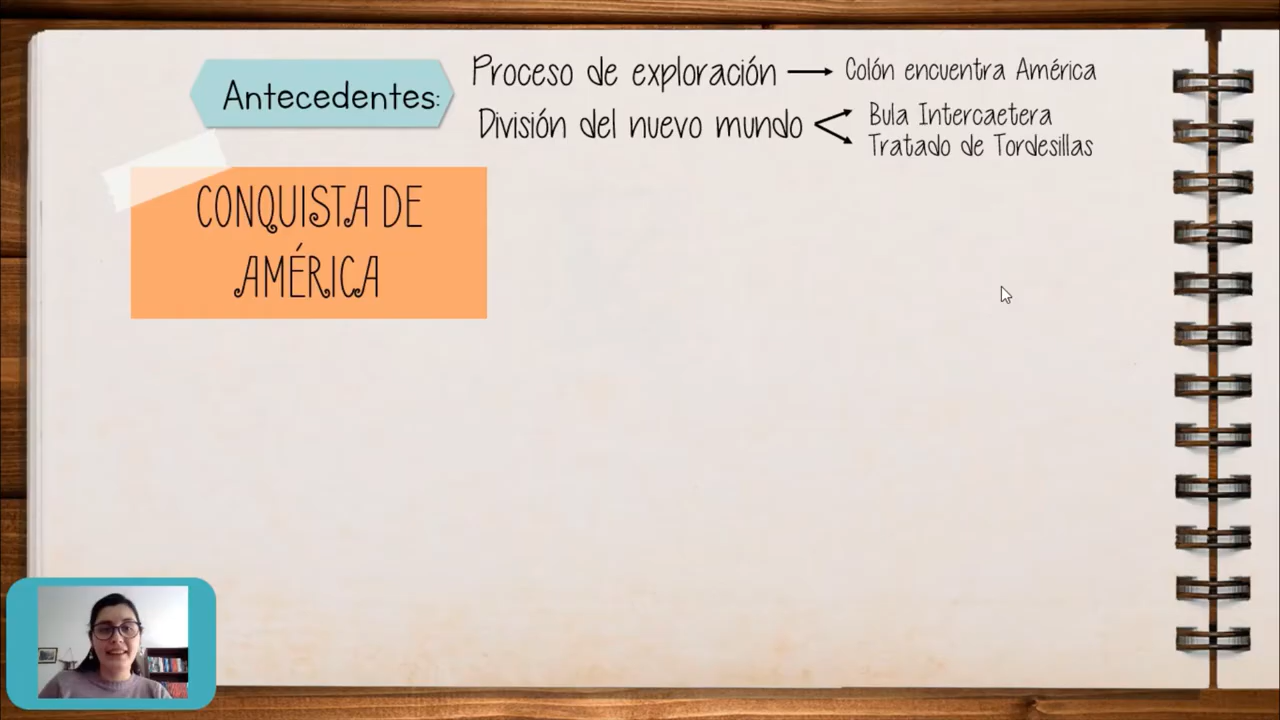 Antecedentes:
Proceso de exploración → Colón encuentra América
División del nuevo mundo
Bula Intercaetera
Tratado de Tordesillas
CONQUISTA DE
AMÉRICA